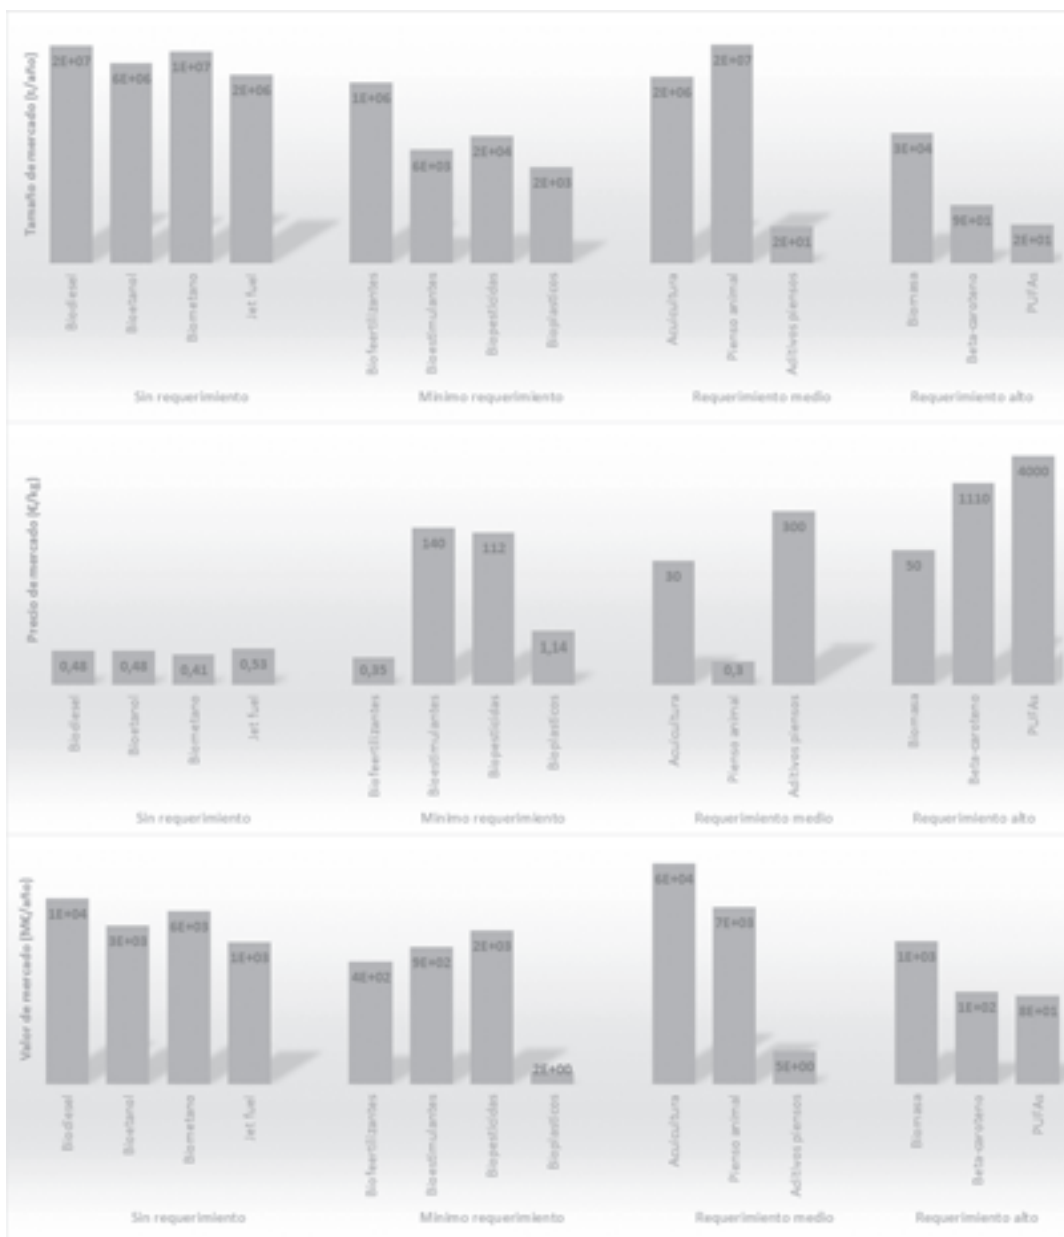 Tamaño de mercado (t/año)
2E+07 6E+06 1E+07 2E+06 1E+06 6E+03 2E+04 2E+03 2E+06 2E+07 2E+01 3E+04 9E+01 2E+01
Biodiesel Bioetanol Biometano Jet fuel Biofeertilizantes Bioestimulantes Biopesticidas Bioplasticos Acuicultura Pienso animal Aditivos piensos Biomasa Beta-caroteno PUFAs
Sin requerimiento Mínimo requerimiento Requerimiento medio Requerimiento alto
Precio de mercado (€/kg)
0,48 0,48 0,41 0,53 0,35 140 112 1,14 30 0,3 300 50 1110 4000
Biodiesel Bioetanol Biometano Jet fuel Biofeertilizantes Bioestimulantes Biopesticidas Bioplasticos Acuicultura Pienso animal Aditivos piensos Biomasa Beta-caroteno PUFAs
Sin requerimiento Mínimo requerimiento Requerimiento medio Requerimiento alto
Valor de mercado (M€/año)
1E+04 3E+03 6E+03 1E+03 4E+02 9E+02 2E+03 2E+00 6E+04 7E+03 5E+00 1E+03 1E+02 8E+01
Biodiesel Bioetanol Biometano Jet fuel Biofeertilizantes Bioestimulantes Biopesticidas Bioplasticos Acuicultura Pienso animal Aditivos piensos Biomasa Beta-caroteno PUFAs
Sin requerimiento Mínimo requerimiento Requerimiento medio Requerimiento alto